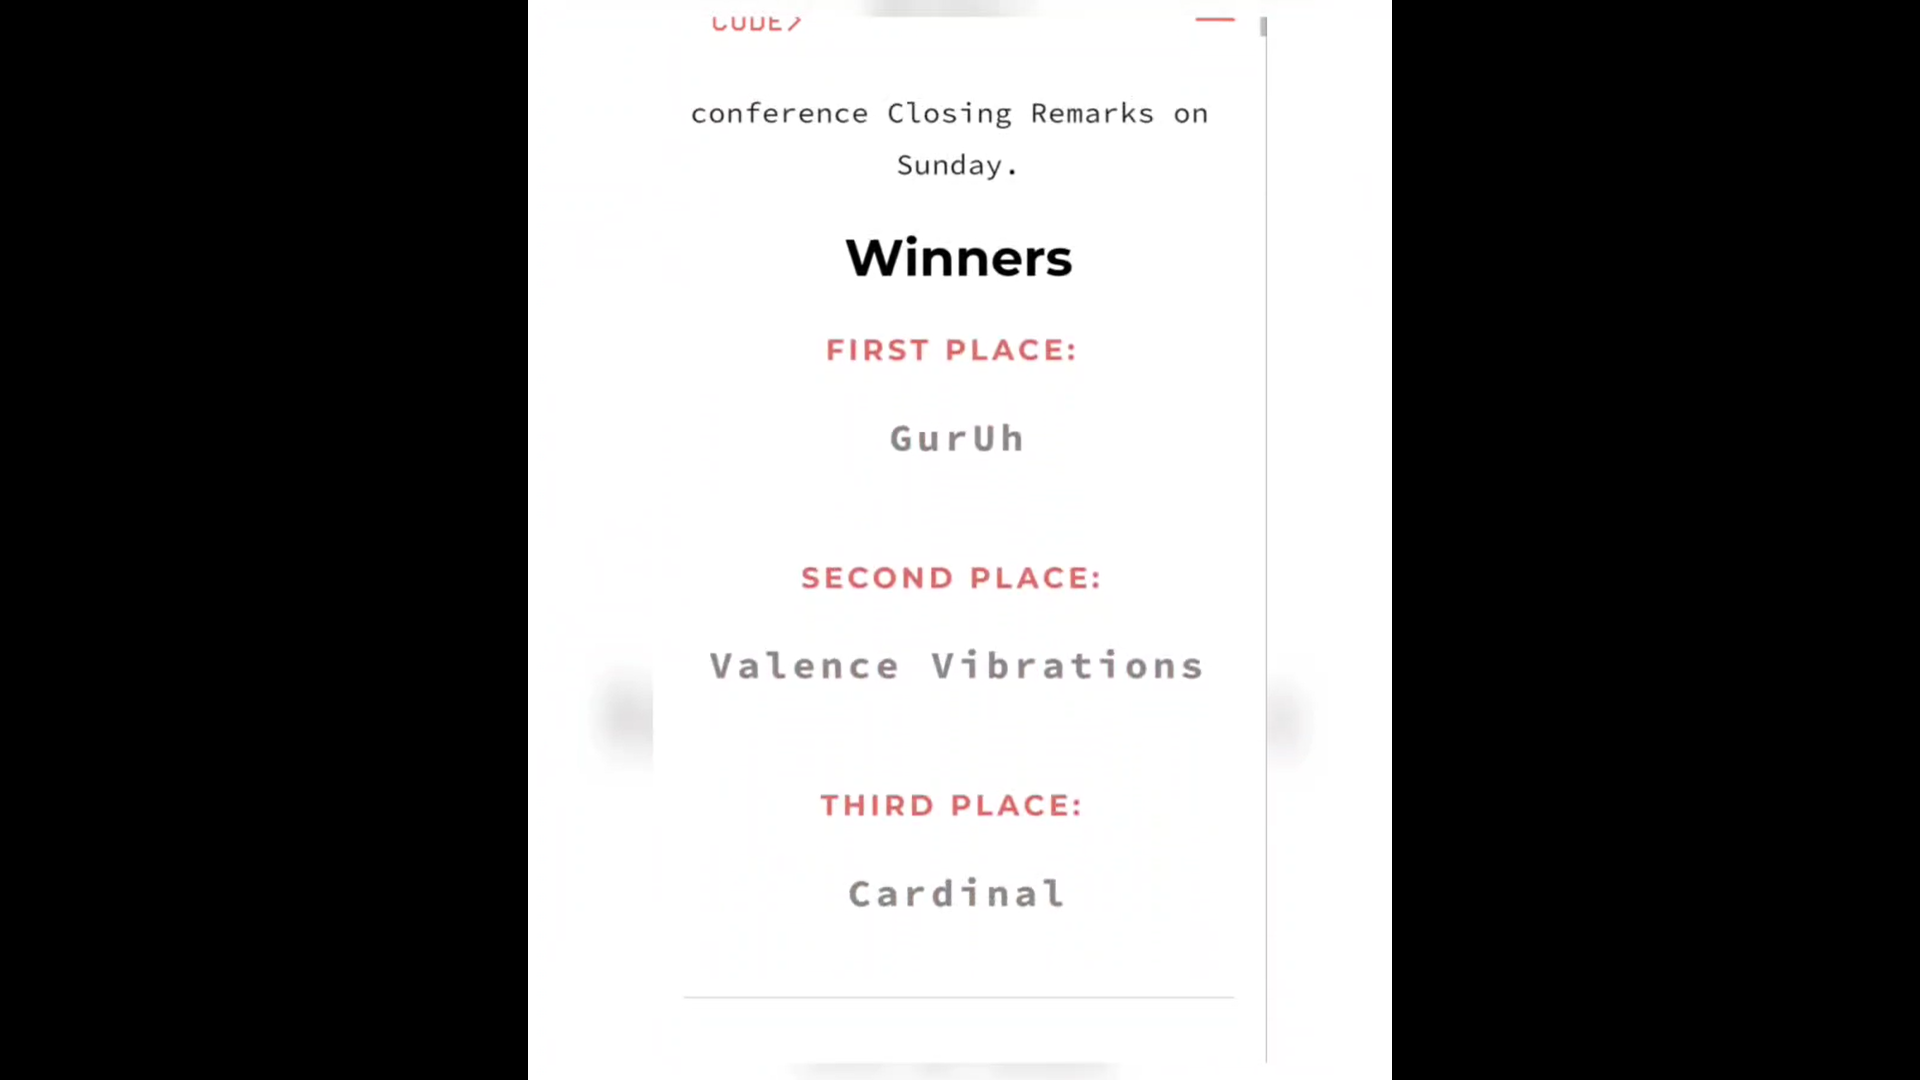 CODE>
conference Closing Remarks on
Sunday.
Winners
FIRST PLACE:
GurUh
SECOND PLACE:
Valence Vibrations
THIRD PLACE:
Cardinal